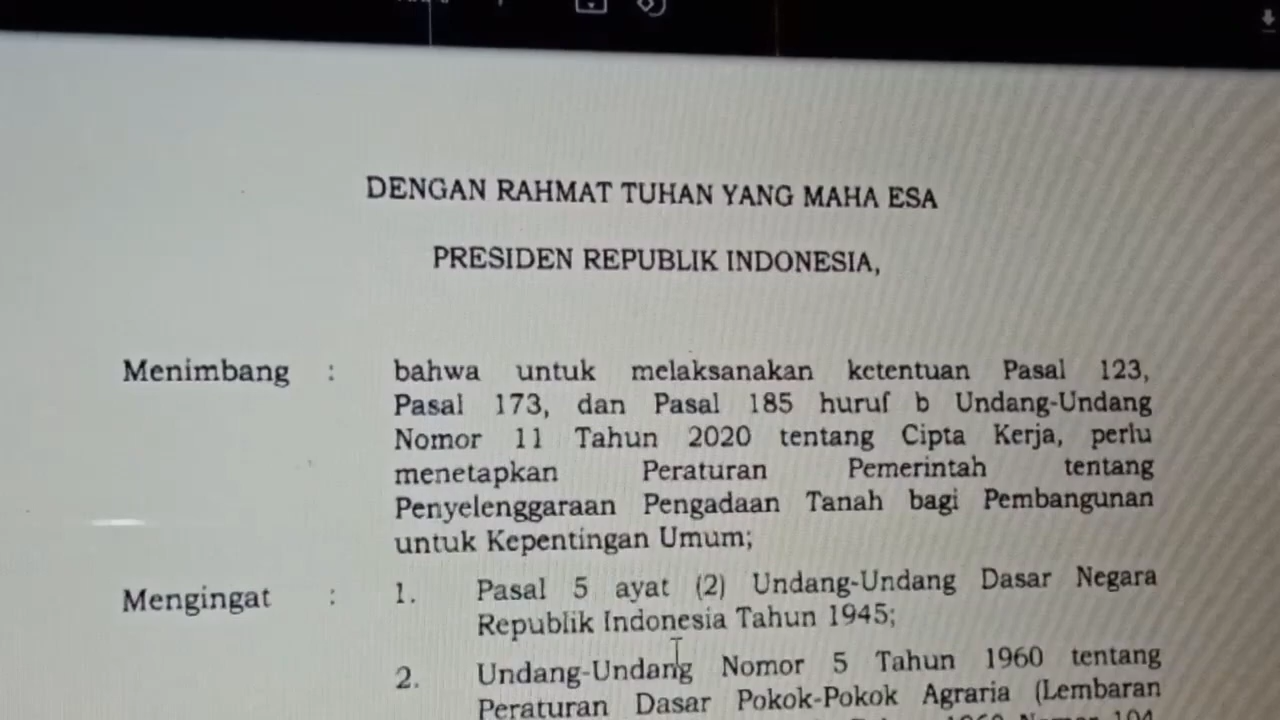 DENGAN RAHMAT TUHAN YANG MAHA ESA
PRESIDEN REPUBLIK INDONESIA,
Menimbang : bahwa untuk melaksanakan ketentuan Pasal 123,
Pasal 173, dan Pasal 185 huruf b Undang-Undang
Nomor 11 Tahun 2020 tentang Cipta Kerja, perlu
menetapkan Peraturan Pemerintah tentang
Penyelenggaraan Pengadaan Tanah bagi Pembangunan
untuk Kepentingan Umum;
Mengingat : 1. Pasal 5 ayat (2) Undang-Undang Dasar Negara
Republik Indonesia Tahun 1945;
2. Undang-Undang Nomor 5 Tahun 1960 tentang
Peraturan Dasar Pokok-Pokok Agraria (Lembaran
1960 Nomor 104